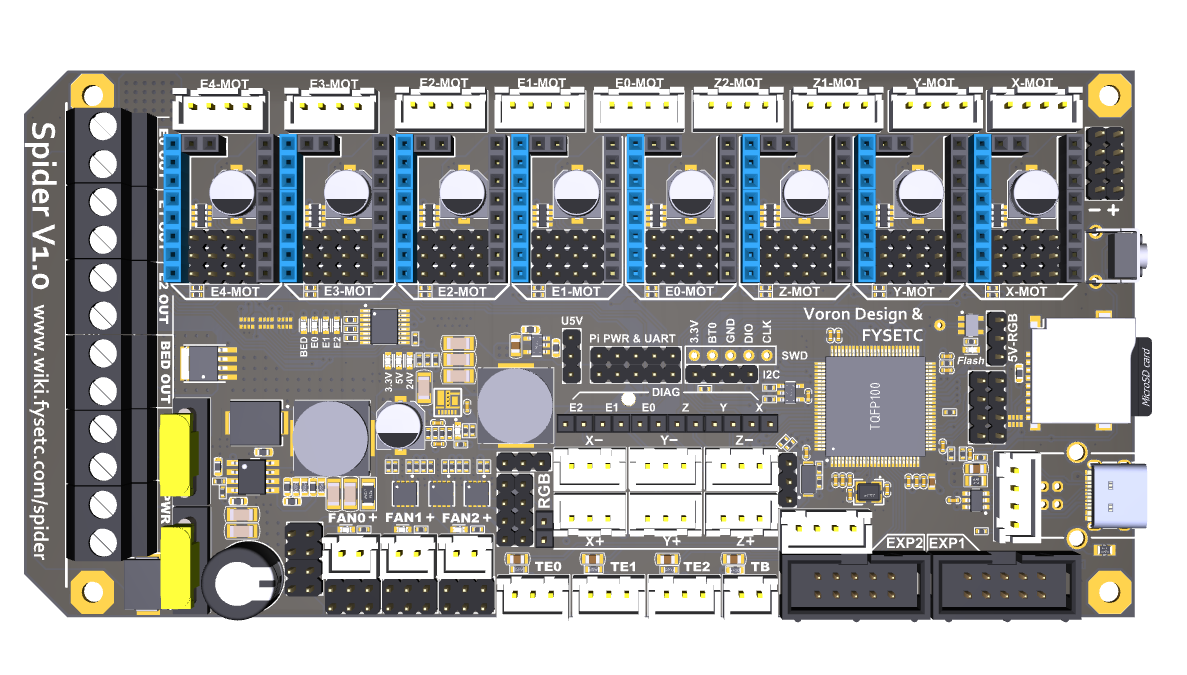 E4-MOT E3-MOT E2-MOT E1-MOT E0-MOT Z2-MOT Z1-MOT Y-MOT X-MOT
Spider V1.0 www.wiki.fysetc.com/spider
E2 OUT
BED OUT
PWR
- +
E4-MOT E3-MOT E2-MOT E1-MOT E0-MOT Z-MOT Y-MOT X-MOT
Voron Design &
FYSETC
U5V
Pi PWR & UART
3.3V BT0 GND DIO CLK
SWD
I2C
BED E0 E1 E2
3.3V 5V 24V
DIAG
E2 E1 E0 Z Y X
Flash
5V-RGB
MicroSD card
TQFP100
X- Y- Z-
RGB
X+ Y+ Z+
FAN0 + FAN1 + FAN2 +
EXP2 EXP1
TE0 TE1 TE2 TB